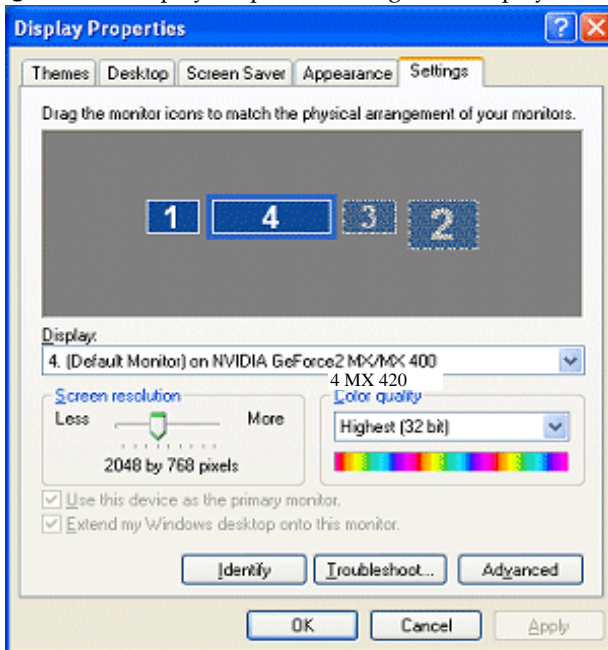 Display Properties
Themes Desktop Screen Saver Appearance Settings
Drag the monitor icons to match the physical arrangement of your monitors.
1 4 3 2
Display:
4. (Default Monitor) on NVIDIA GeForce2 MX/MX 400
4 MX 420
Screen resolution
Less More
2048 by 768 pixels
Color quality
Highest (32 bit)
Use this device as the primary monitor.
Extend my Windows desktop onto this monitor.
Identify Troubleshoot... Advanced
OK Cancel Apply